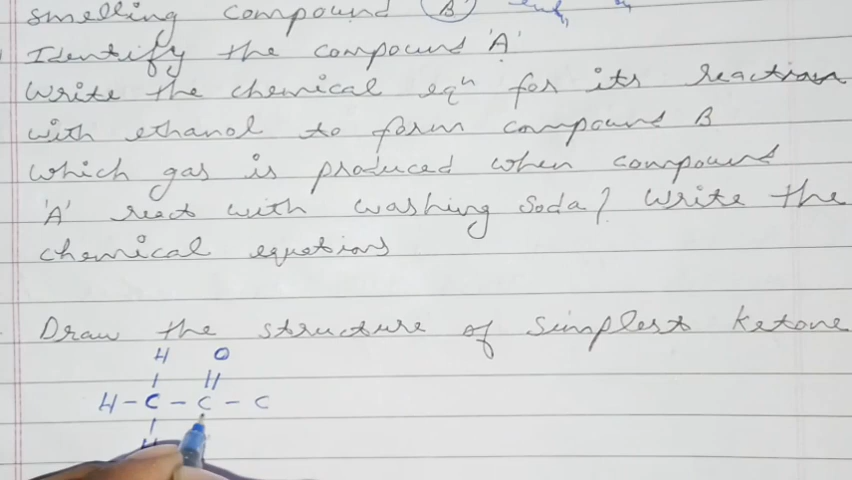 smelling compound B
Identify the compound 'A'
Write the chemical eqn for its reaction
with ethanol to form compound B
which gas is produced when compound
'A' react with washing soda? Write the
chemical equations
Draw the structure of simplest ketone
H O
H - C - C - C
H